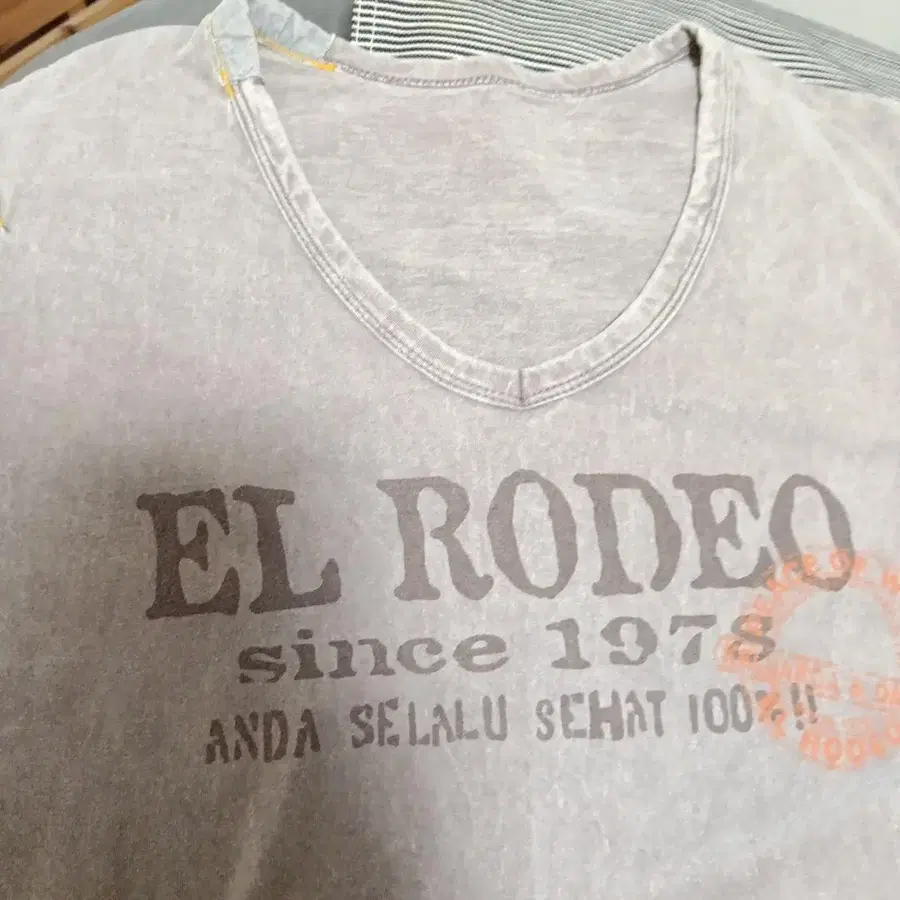 EL RODEO
since 1978
ANDA SELALU SEHAT 100%!!